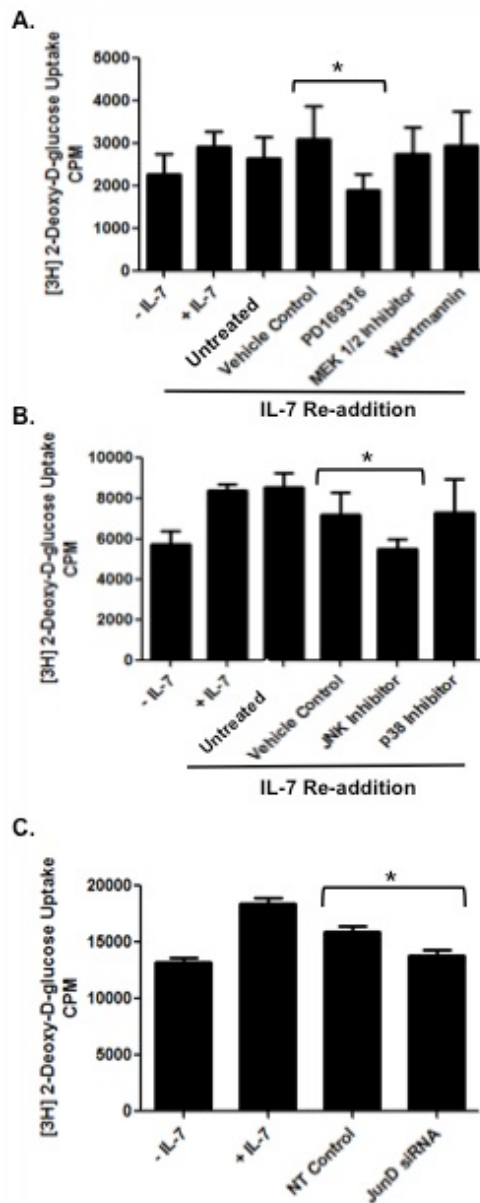 A.
[3H] 2-Deoxy-D-glucose Uptake
CPM
5000
4000
3000
2000
1000
0
*
- IL-7
+ IL-7
Untreated
Vehicle Control
PD169316
MEK 1/2 Inhibitor
Wortmannin
IL-7 Re-addition
B.
[3H] 2-Deoxy-D-glucose Uptake
CPM
10000
8000
6000
4000
2000
0
*
- IL-7
+ IL-7
Untreated
Vehicle Control
JNK Inhibitor
p38 Inhibitor
IL-7 Re-addition
C.
[3H] 2-Deoxy-D-glucose Uptake
CPM
20000
15000
10000
5000
0
*
- IL-7
+ IL-7
NT Control
JunD siRNA